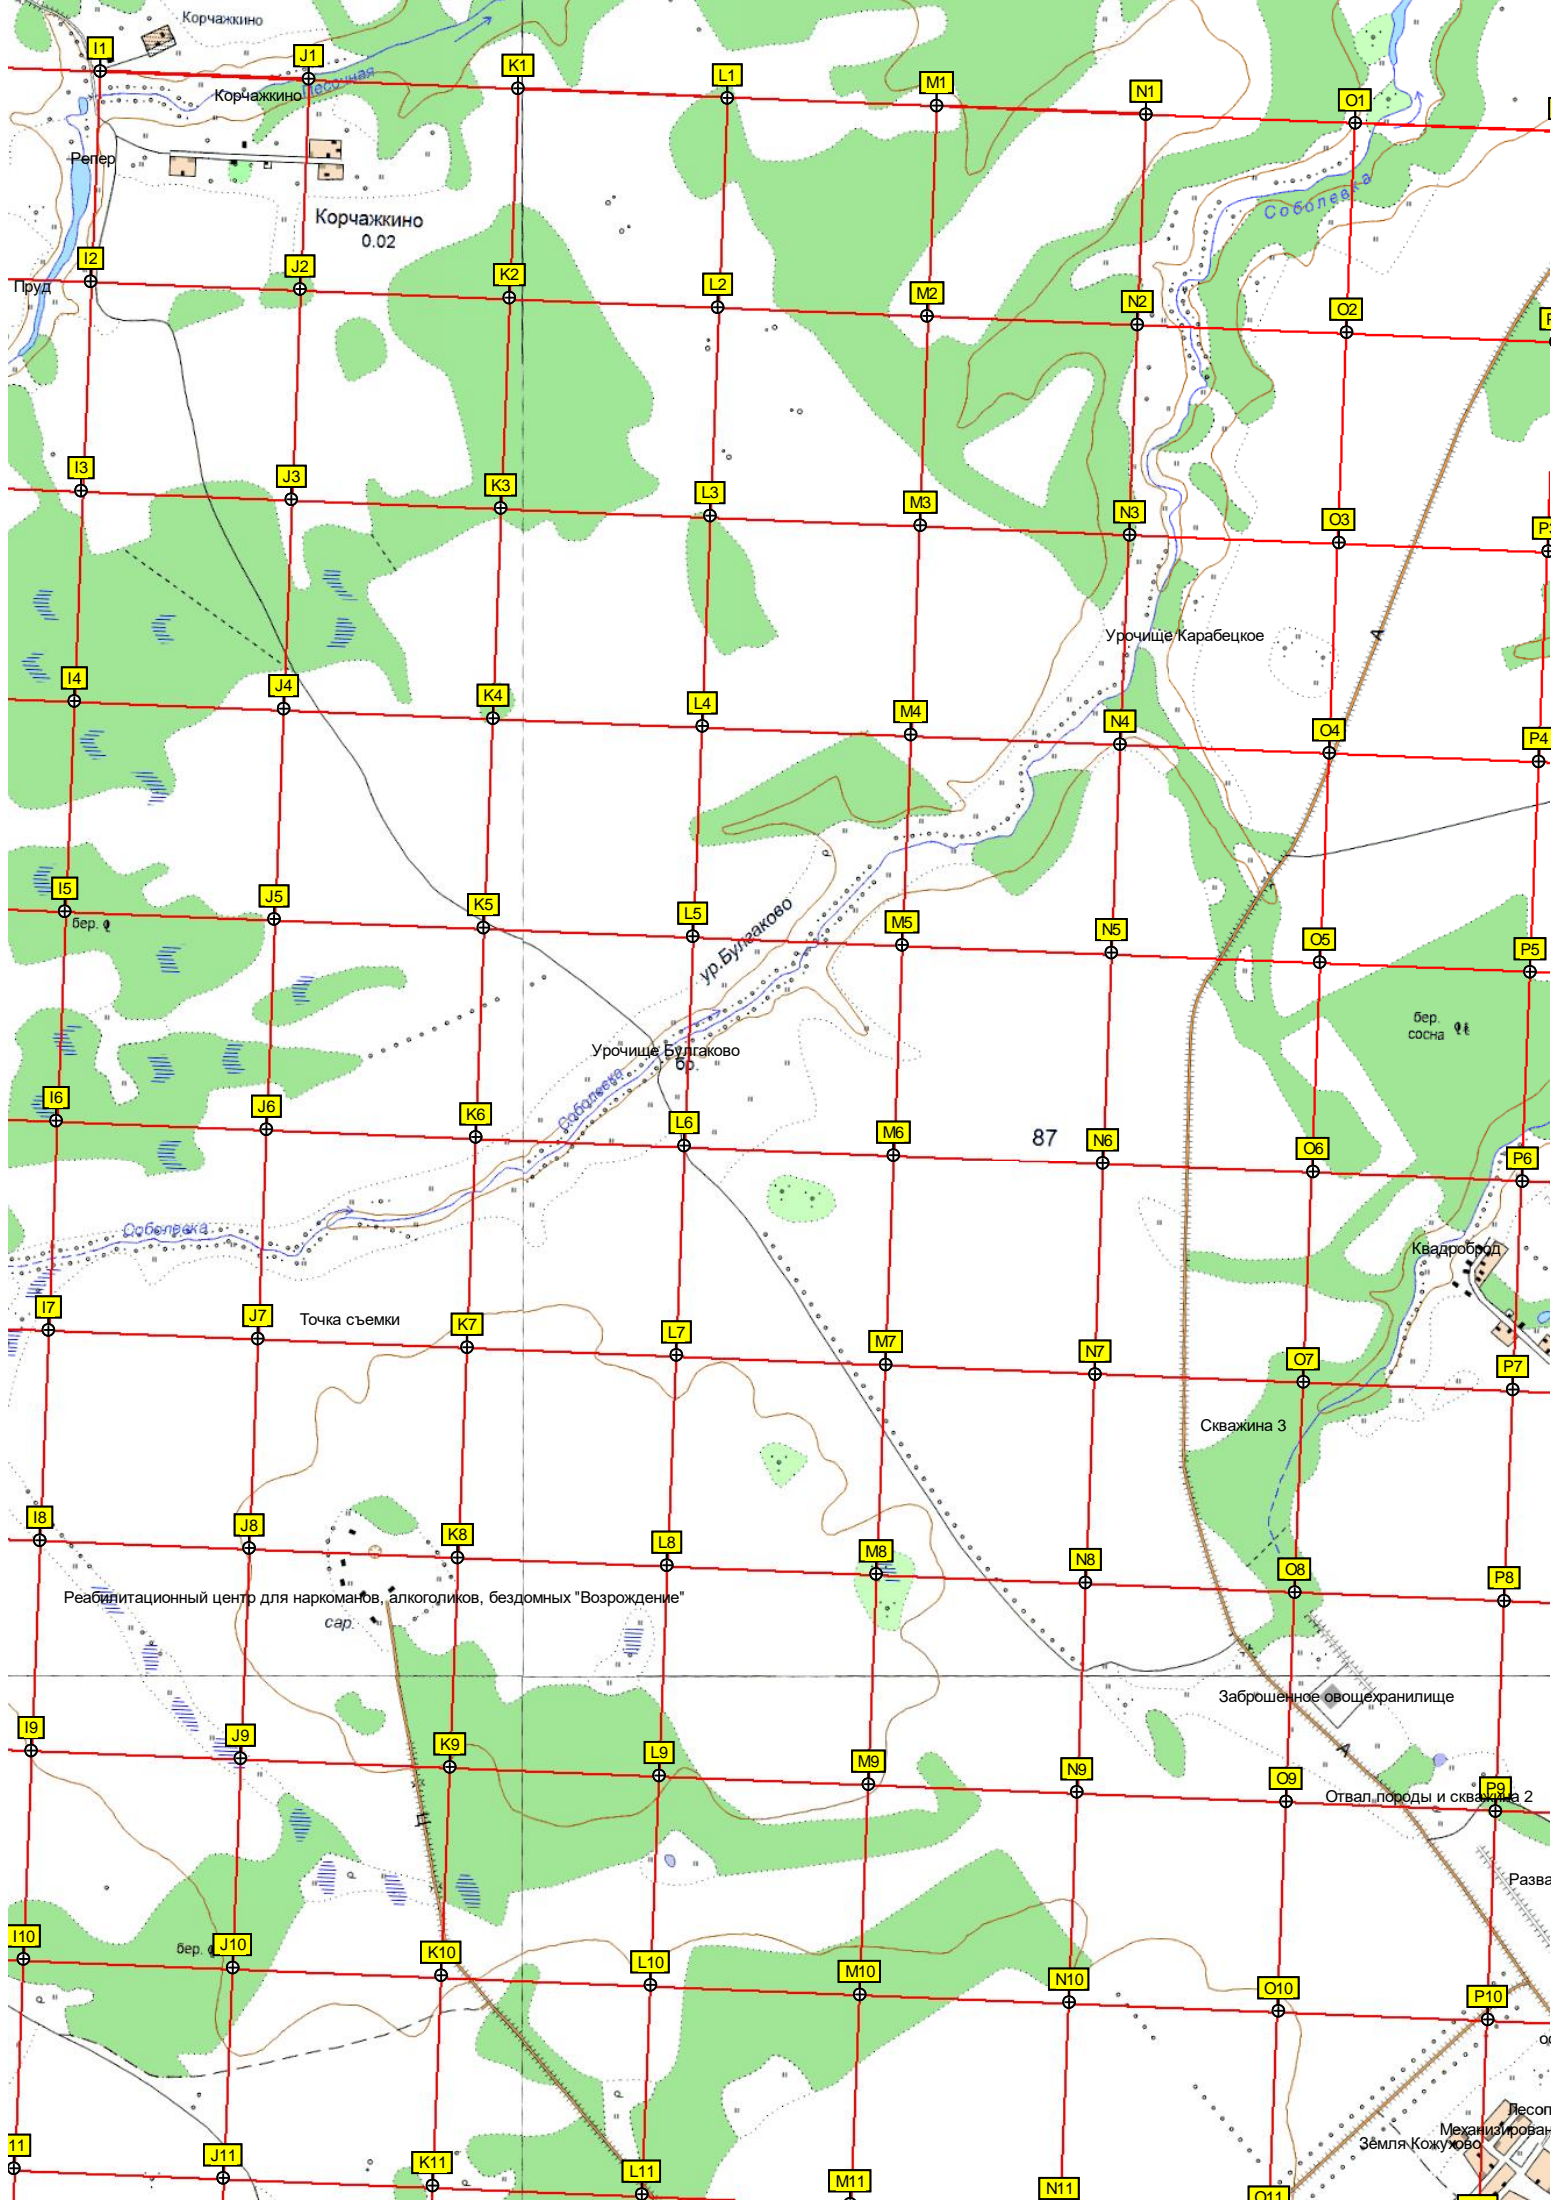 Корчажкино
I1
J1
K1
L1
M1
N1
O1
Песочная
Корчажкино
Репер
Соболевка
Корчажкино
0.02
I2
J2
K2
L2
M2
N2
O2
Пруд
I3
J3
K3
L3
M3
N3
O3
Урочище Карабецкое
А
I4
J4
K4
L4
M4
N4
O4
P4
I5
J5
K5
L5
M5
N5
O5
P5
бер.
ур.Булгаково
бер.
сосна
Урочище Булгаково
бр.
Соболевка
I6
J6
K6
L6
M6
87
N6
O6
P6
Соболевка
Квадроброд
I7
J7
Точка съемки
K7
L7
M7
N7
O7
P7
Скважина 3
I8
J8
K8
L8
M8
N8
O8
P8
Реабилитационный центр для наркоманов, алкоголиков, бездомных "Возрождение"
сар.
Заброшенное овощехранилище
А
I9
J9
K9
L9
M9
N9
O9
P9
Отвал породы и скважина 2
Ц
Разва
I10
бер.
J10
K10
L10
M10
N10
O10
P10
Лесоп
Механизирован
Земля Кожухово
11
J11
K11
L11
M11
N11
O11